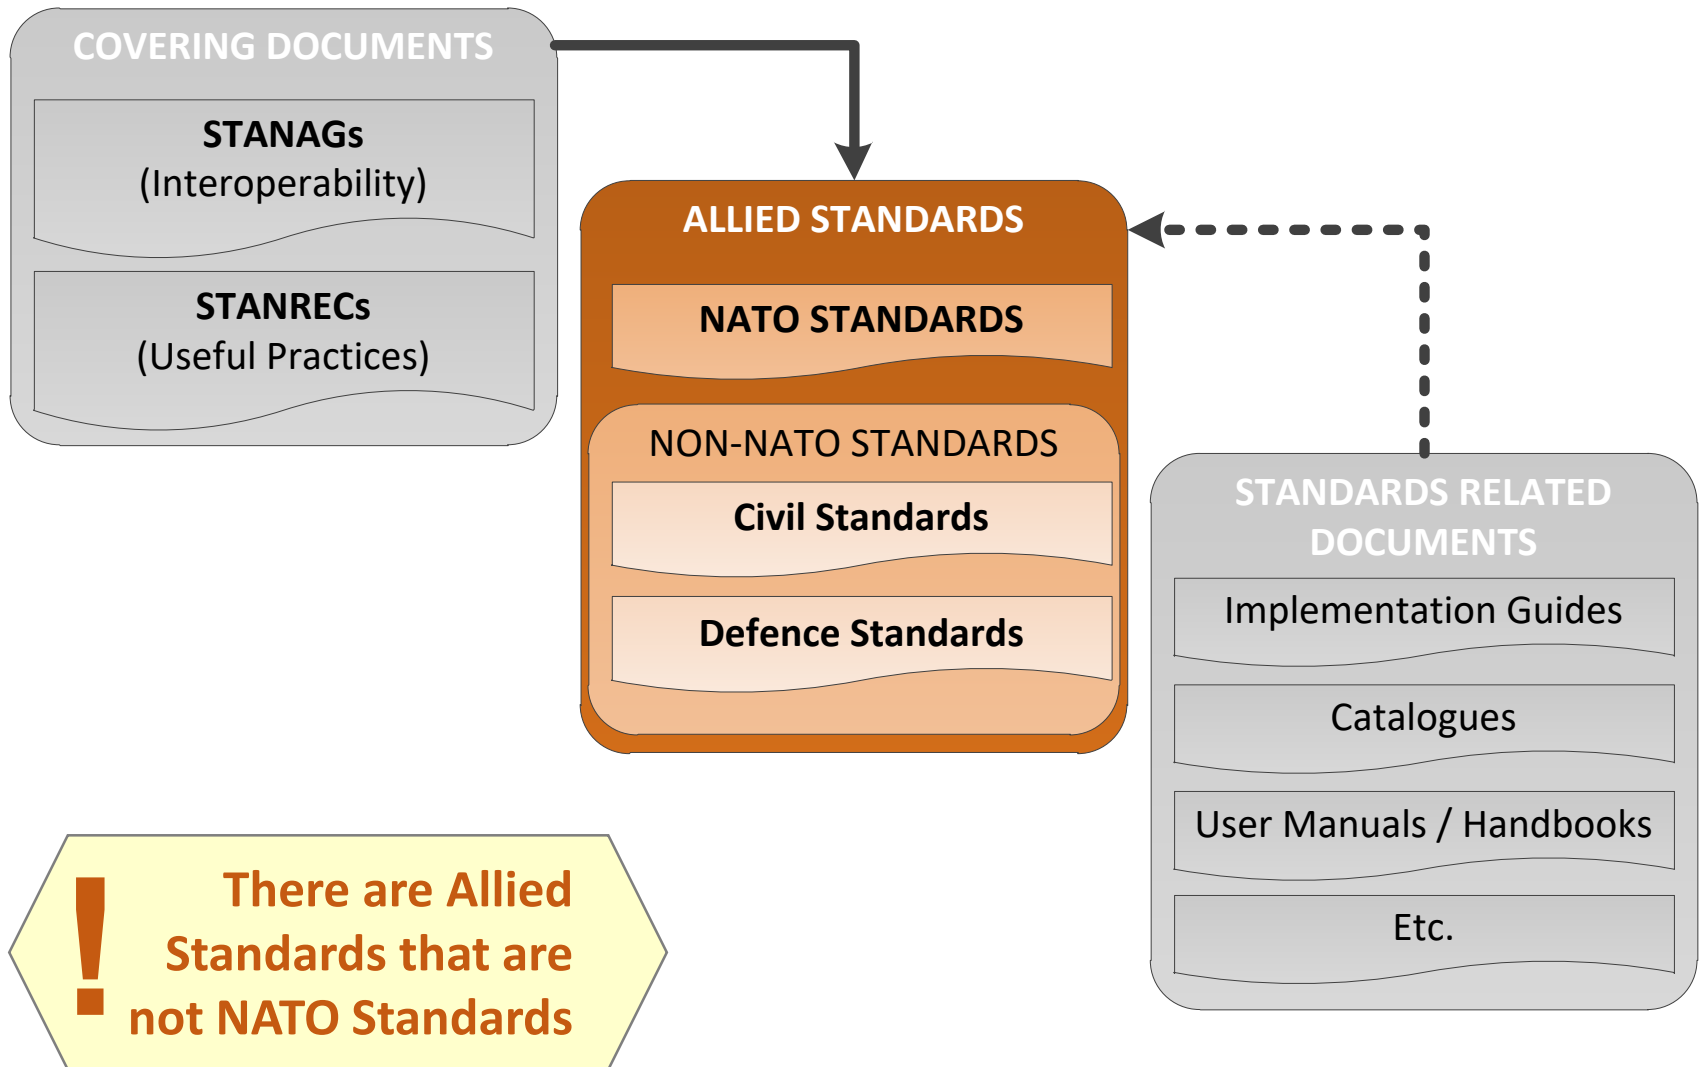 COVERING DOCUMENTS
STANAGs
(Interoperability)
STANRECs
(Useful Practices)
ALLIED STANDARDS
NATO STANDARDS
NON-NATO STANDARDS
Civil Standards
Defence Standards
STANDARDS RELATED
DOCUMENTS
Implementation Guides
Catalogues
User Manuals / Handbooks
Etc.
! There are Allied
Standards that are
not NATO Standards